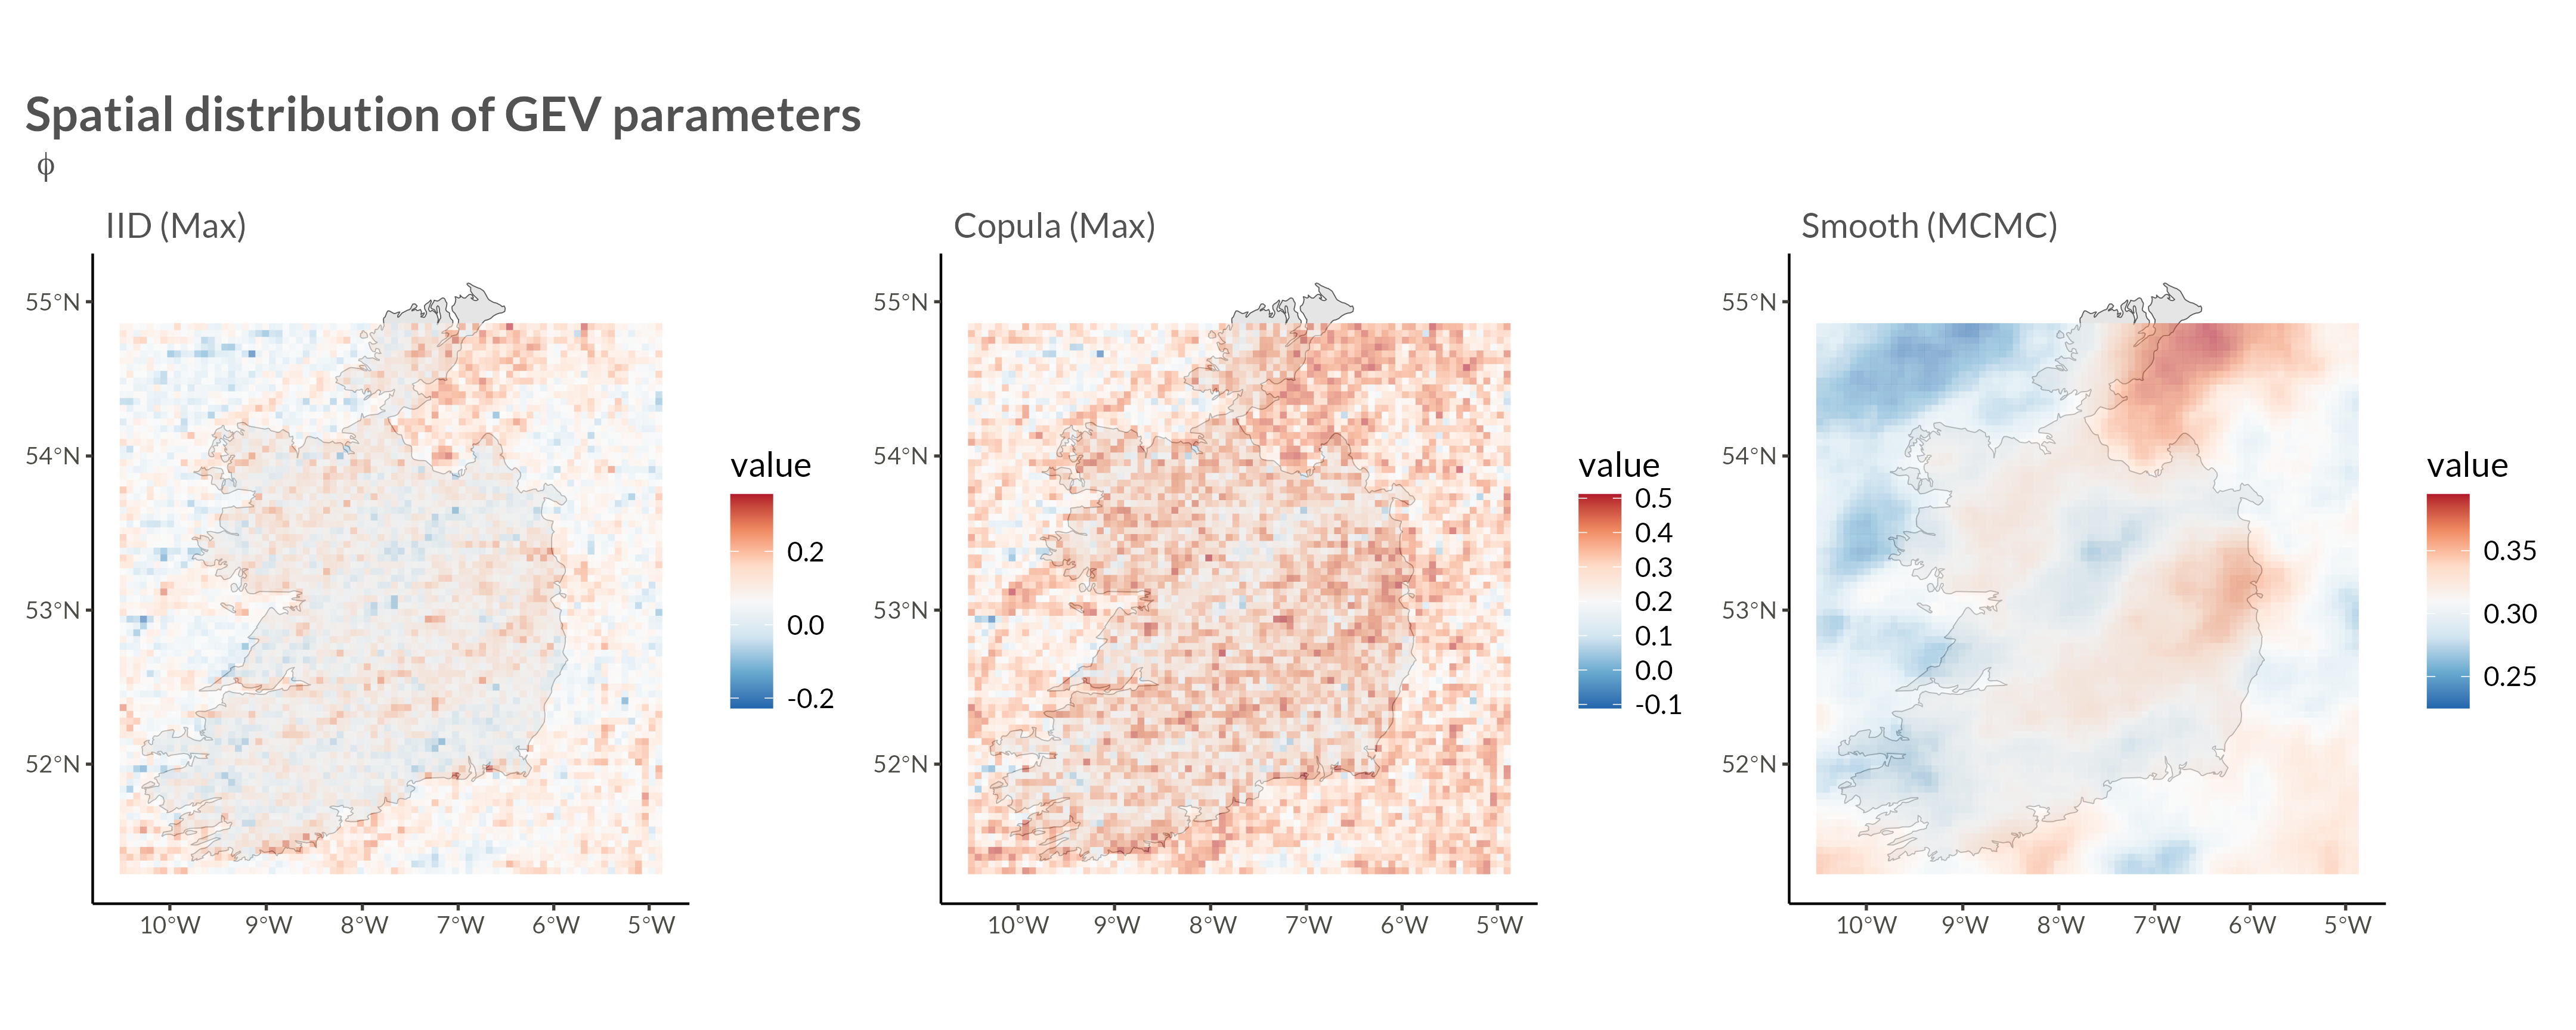 Spatial distribution of GEV parameters
ϕ
IID (Max)
55°N
54°N
53°N
52°N
10°W 9°W 8°W 7°W 6°W 5°W
value
0.2
0.0
-0.2
Copula (Max)
55°N
54°N
53°N
52°N
10°W 9°W 8°W 7°W 6°W 5°W
value
0.5
0.4
0.3
0.2
0.1
0.0
-0.1
Smooth (MCMC)
55°N
54°N
53°N
52°N
10°W 9°W 8°W 7°W 6°W 5°W
value
0.35
0.30
0.25